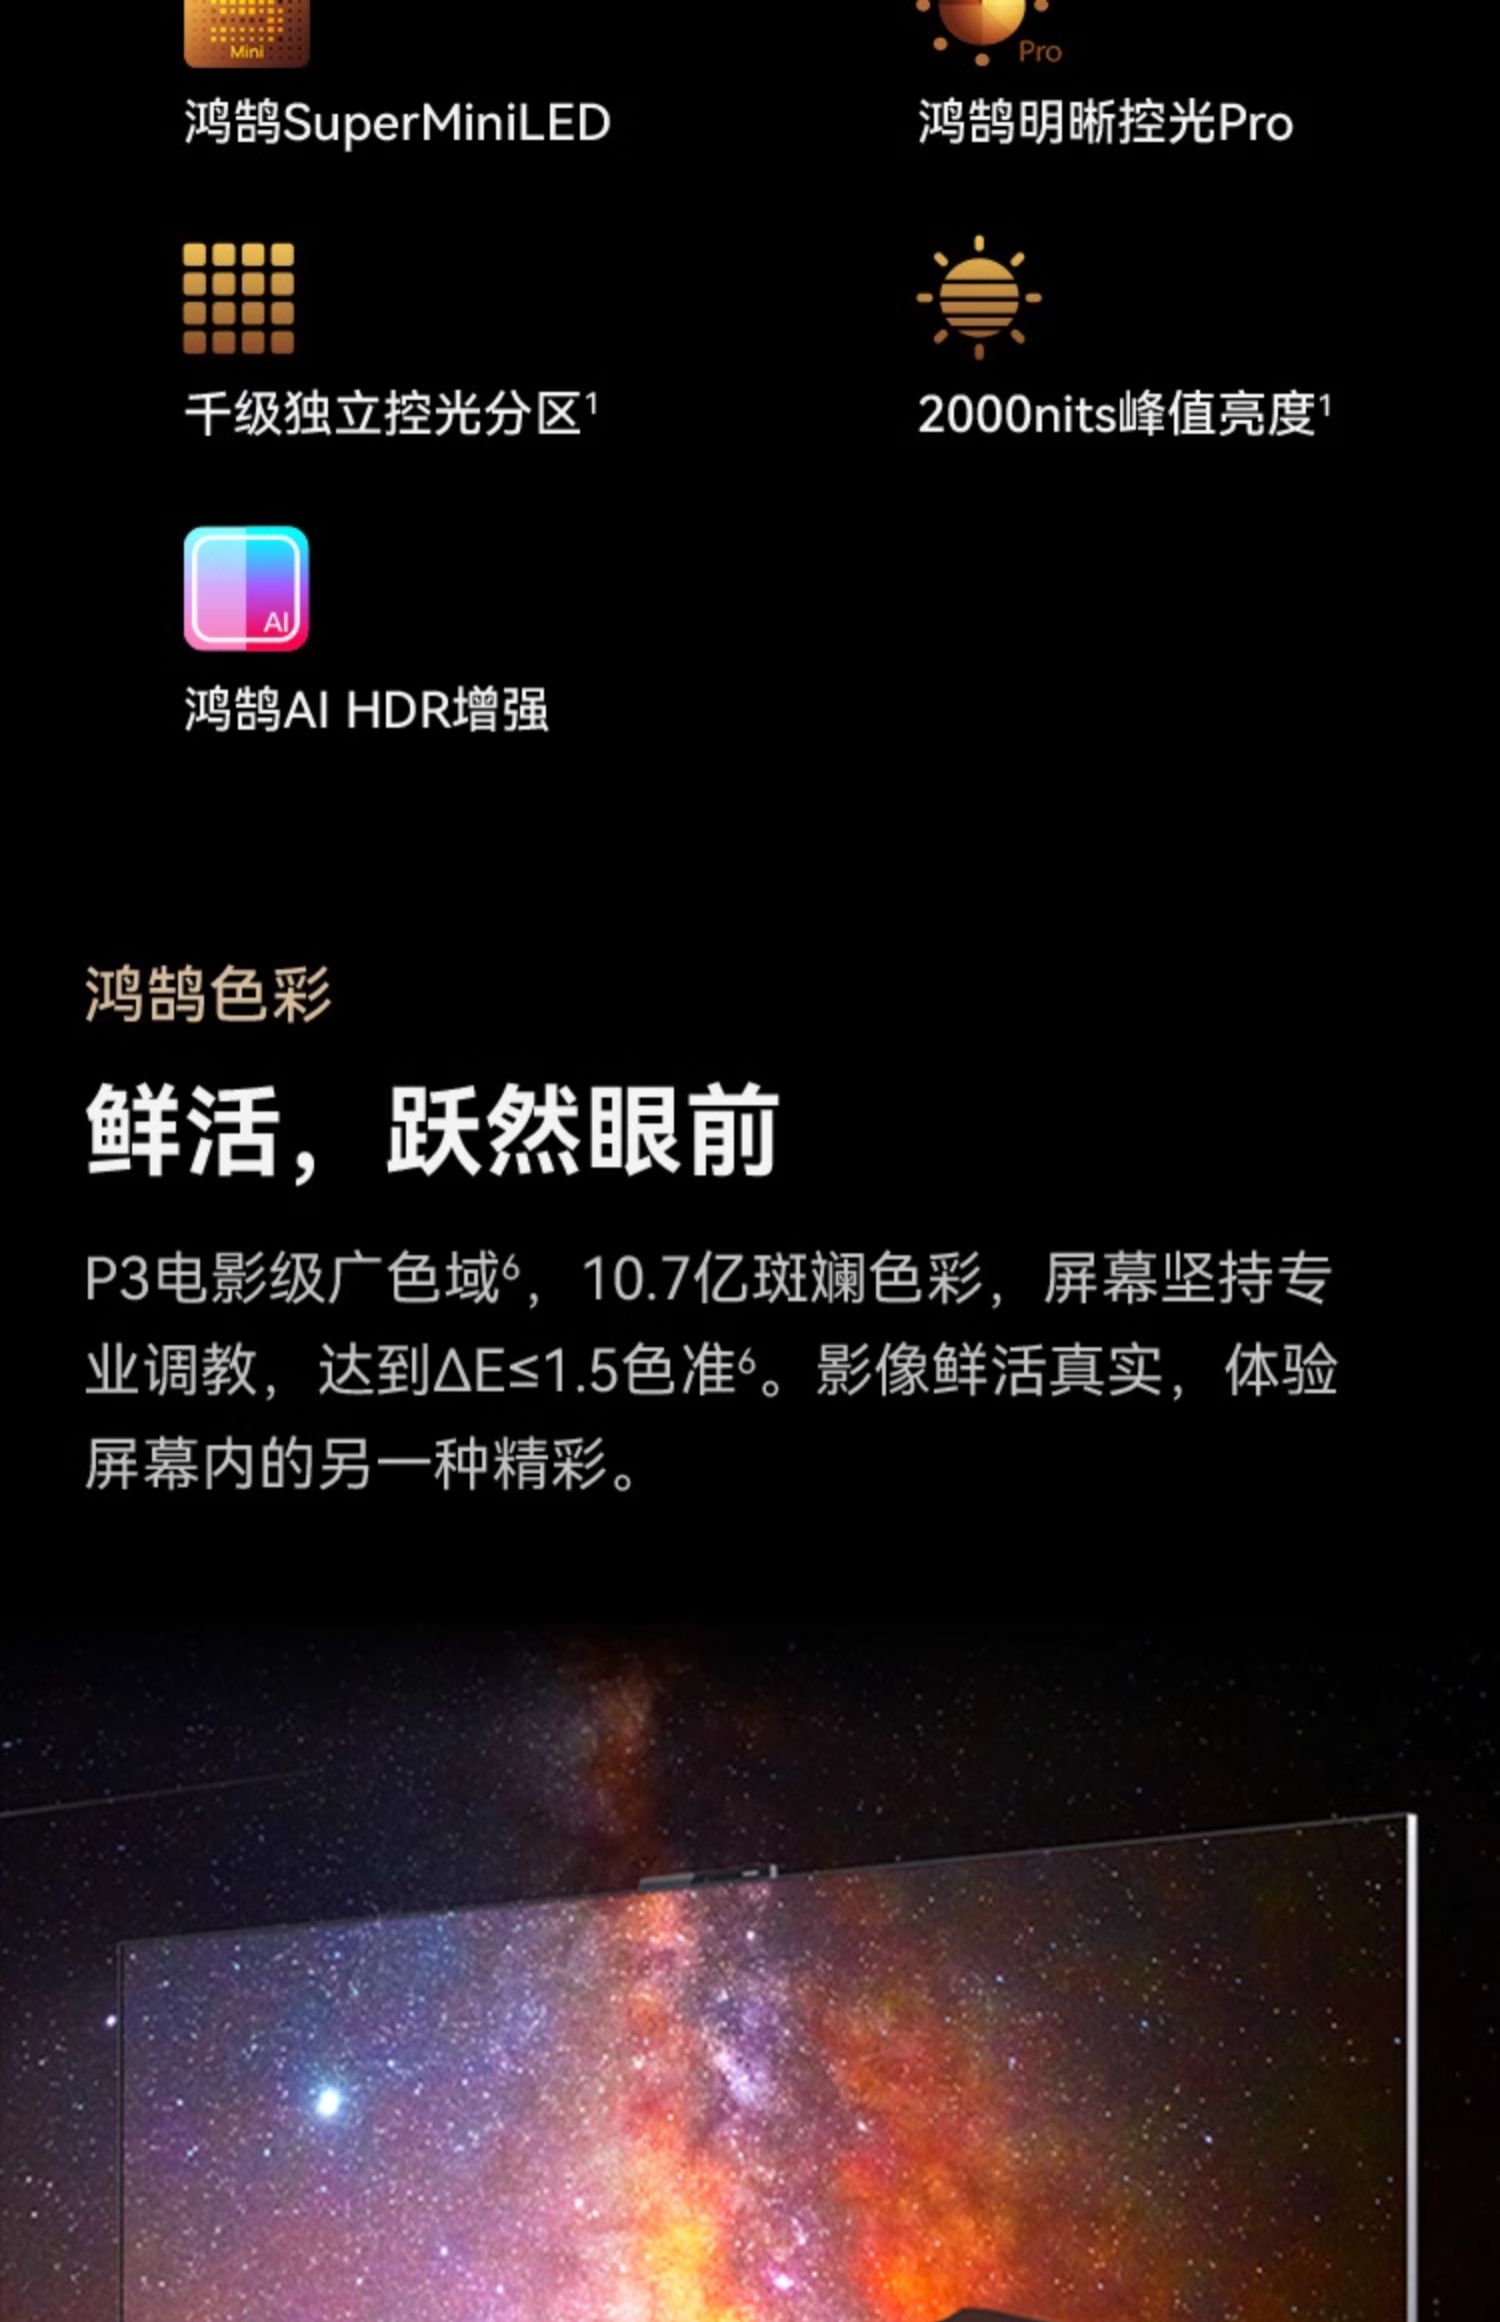 Mini
Pro
鸿鹄SuperMiniLED
鸿鹄明晰控光Pro
千级独立控光分区¹
2000nits峰值亮度¹
AI
鸿鹄AI HDR增强
鸿鹄色彩
鲜活，跃然眼前
P3电影级广色域⁶，10.7亿斑斓色彩，屏幕坚持专
业调教，达到ΔE≤1.5色准⁶。影像鲜活真实，体验
屏幕内的另一种精彩。